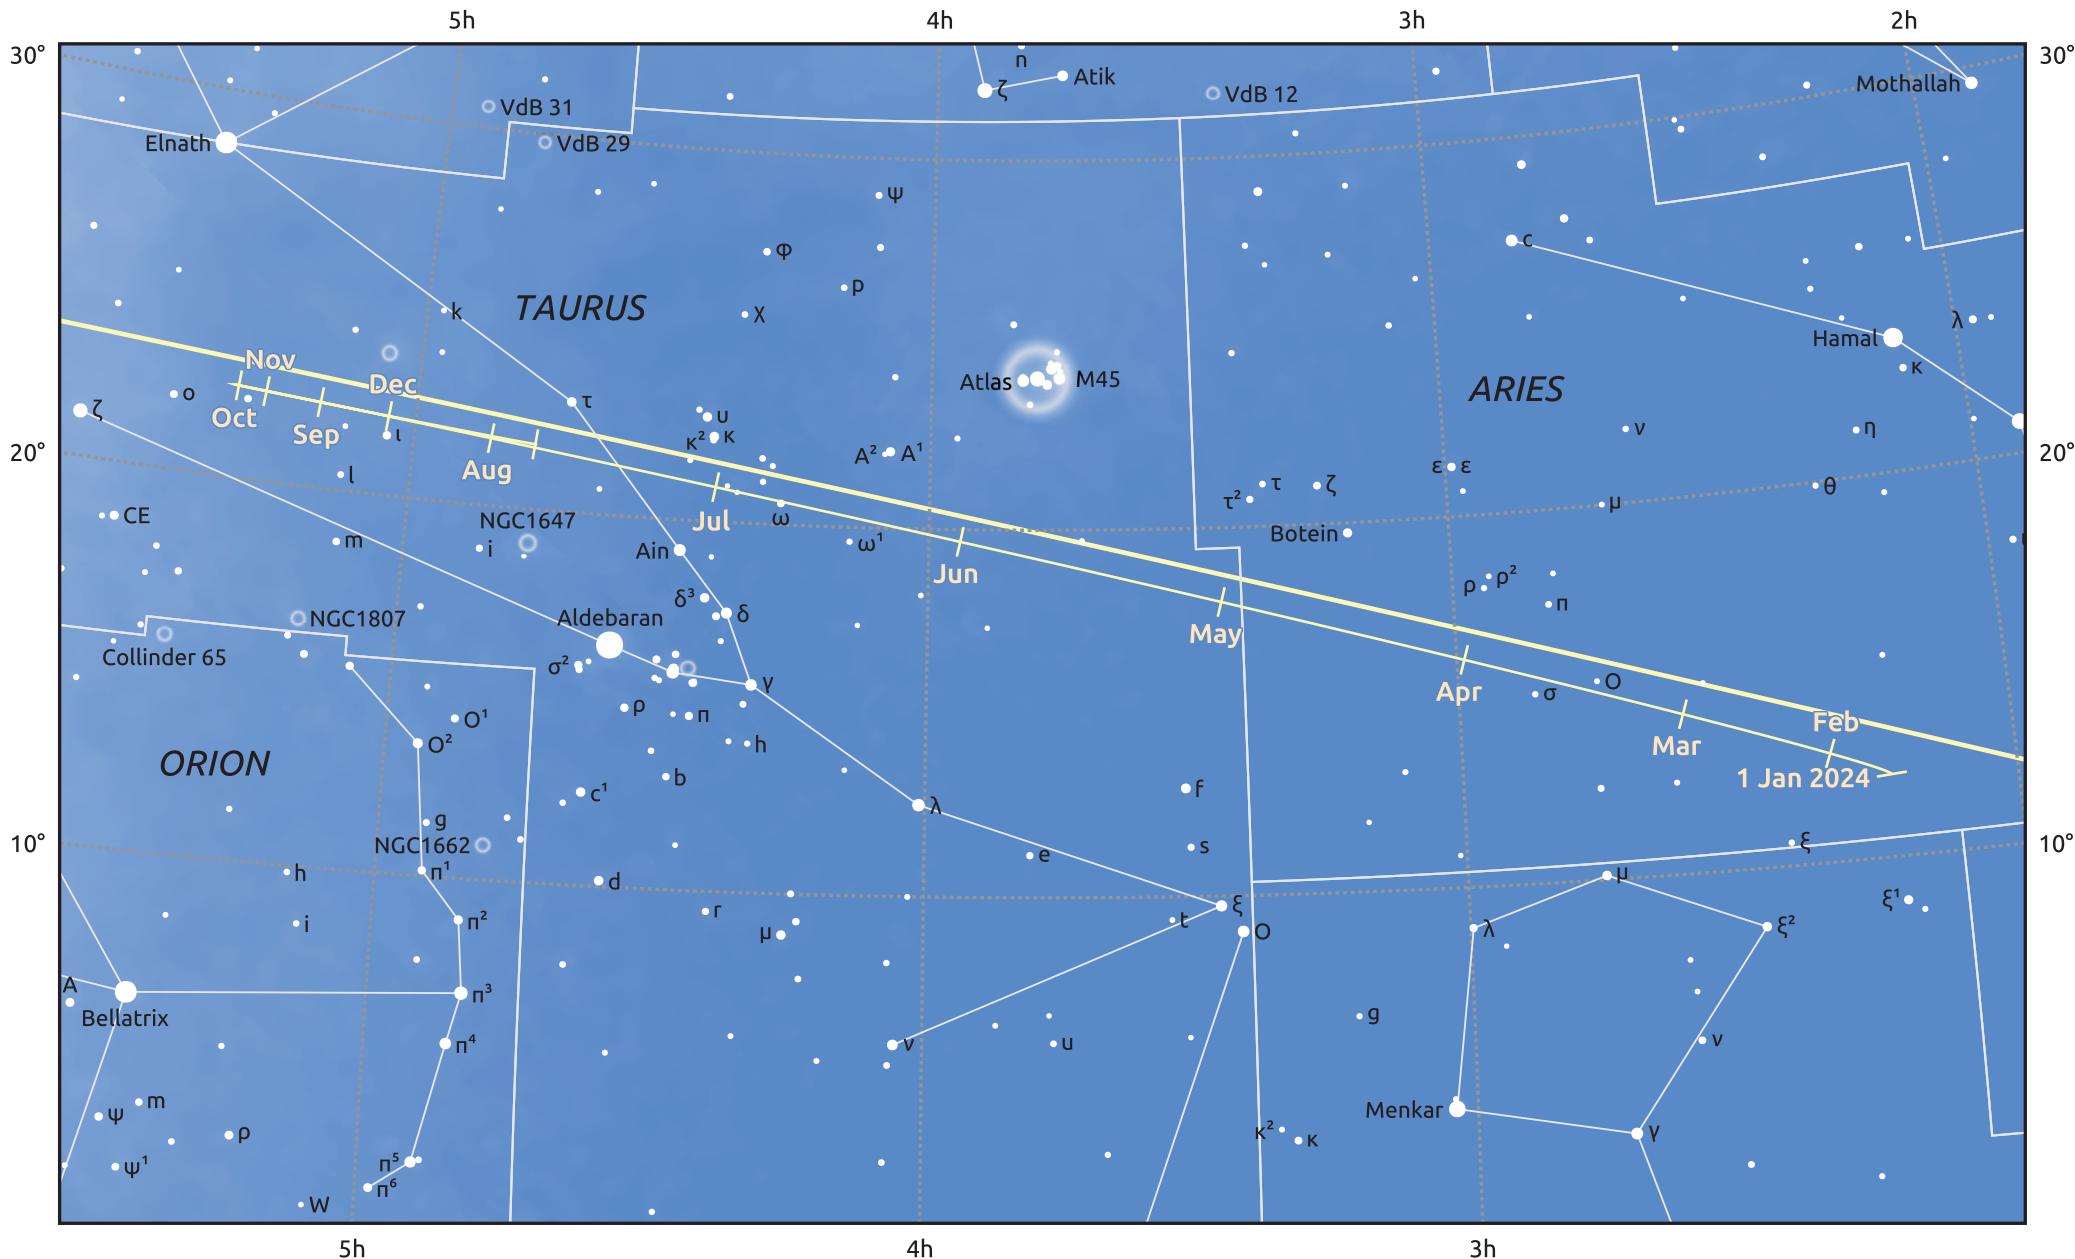 5h 4h 3h 2h
30° 30°
n
ζ Atik
VdB 12
Mothallah
VdB 31
Elnath VdB 29
ψ
c
Φ
p
k TAURUS χ
λ
Hamal
κ
Nov
Dec Atlas M45 ARIES
ο
Oct
ζ τ
υ
Sep ι κ² κ
ν η
A² A¹
20° 20°
ε ε
Aug
l
τ² τ ζ
θ
μ
CE NGC1647 Jul ω
m i Ain ω¹ Botein
Jun
ρ ρ²
π
NGC1807 δ³ δ
Aldebaran
May
Collinder 65
σ²
γ
Apr σ O
ρ π
O¹
O² h
Feb
Mar
ORION
1 Jan 2024
b
c¹ f
λ
g
NGC1662 e s
10° 10°
ξ
h π¹ d
μ
ξ¹
r ξ
i π² t
μ O λ ξ²
A π³
Bellatrix
g
π⁴ ν u ν
m
ψ Menkar
ρ κ² κ γ
ψ¹ π⁵
π⁶
W
5h 4h 3h